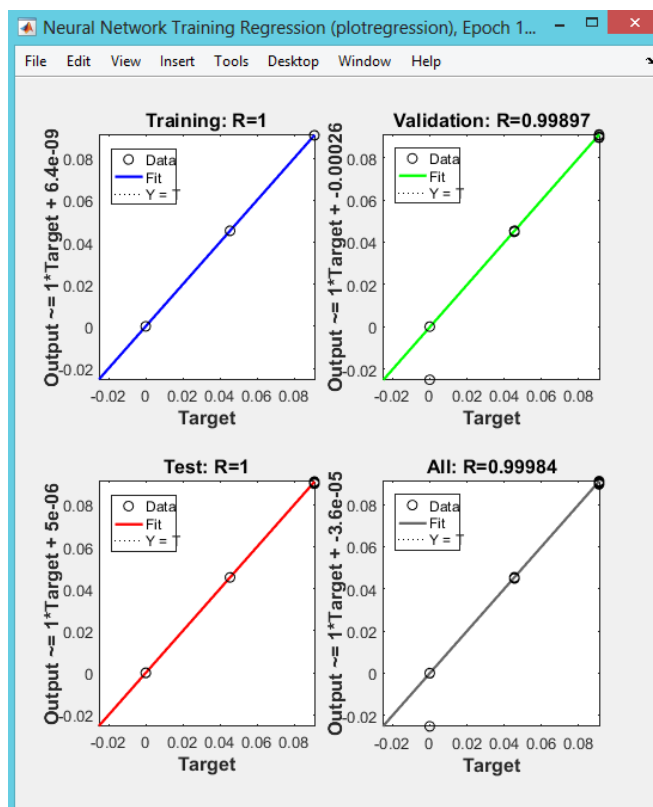 Neural Network Training Regression (plotregression), Epoch 1...
File Edit View Insert Tools Desktop Window Help
Training: R=1
Output ~= 1*Target + 6.4e-09
0.08
0.06
0.04
0.02
0
-0.02
Data
Fit
Y = T
-0.02 0 0.02 0.04 0.06 0.08
Target
Validation: R=0.99897
Output ~= 1*Target + -0.00026
0.08
0.06
0.04
0.02
0
-0.02
Data
Fit
Y = T
-0.02 0 0.02 0.04 0.06 0.08
Target
Test: R=1
Output ~= 1*Target + 5e-06
0.08
0.06
0.04
0.02
0
-0.02
Data
Fit
Y = T
-0.02 0 0.02 0.04 0.06 0.08
Target
All: R=0.99984
Output ~= 1*Target + -3.6e-05
0.08
0.06
0.04
0.02
0
-0.02
Data
Fit
Y = T
-0.02 0 0.02 0.04 0.06 0.08
Target